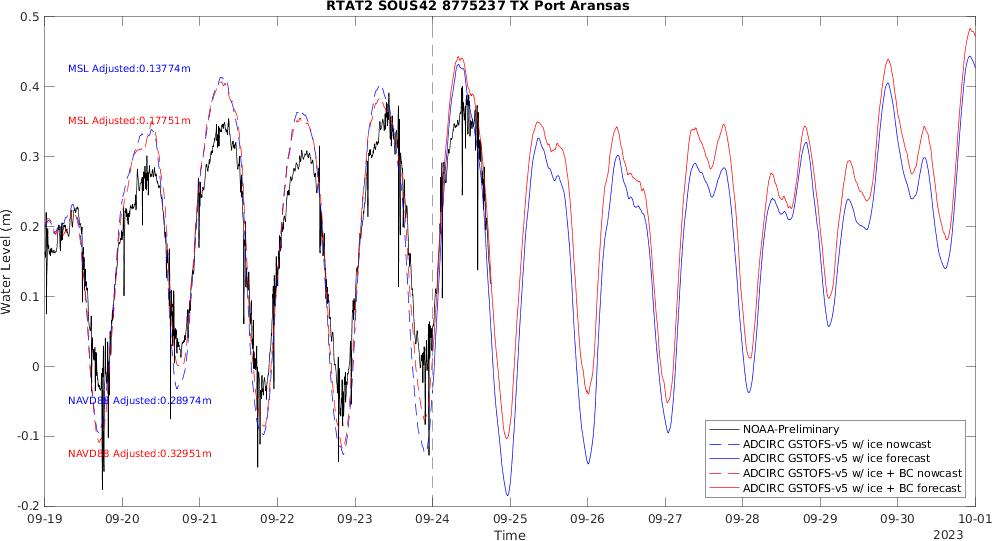 RTAT2 SOUS42 8775237 TX Port Aransas
Water Level (m)
0.5
0.4
0.3
0.2
0.1
0
-0.1
-0.2
MSL Adjusted:0.13774m
MSL Adjusted:0.17751m
NAVD88 Adjusted:0.28974m
NAVD88 Adjusted:0.32951m
NOAA-Preliminary
ADCIRC GSTOFS-v5 w/ ice nowcast
ADCIRC GSTOFS-v5 w/ ice forecast
ADCIRC GSTOFS-v5 w/ ice + BC nowcast
ADCIRC GSTOFS-v5 w/ ice + BC forecast
09-19 09-20 09-21 09-22 09-23 09-24 09-25 09-26 09-27 09-28 09-29 09-30 10-01
Time
2023